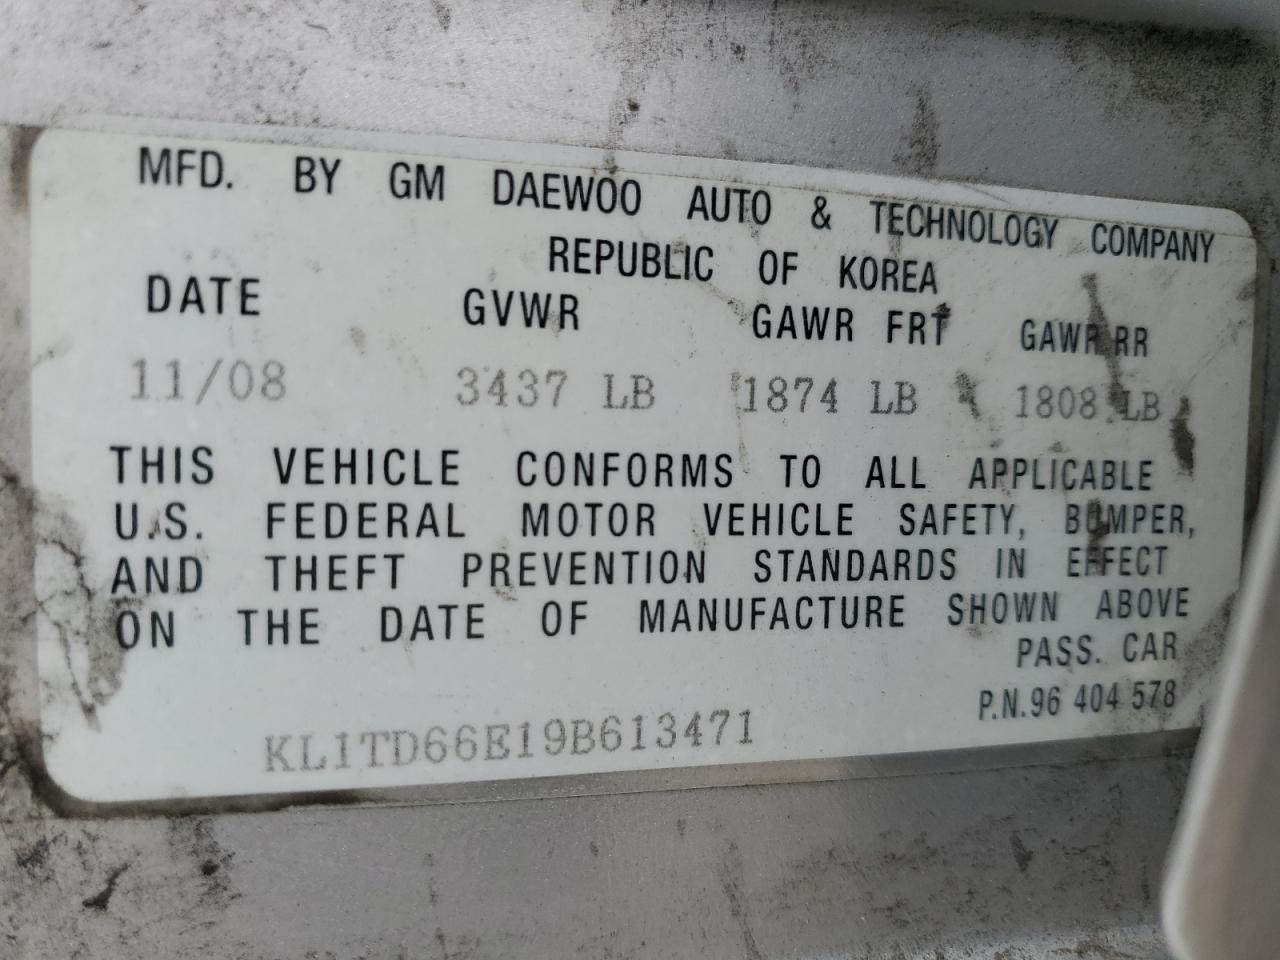 MFD. BY GM DAEWOO AUTO & TECHNOLOGY COMPANY
REPUBLIC OF KOREA
DATE GVWR GAWR FRT GAWR RR
11/08 3437 LB 1874 LB 1808 LB
THIS VEHICLE CONFORMS TO ALL APPLICABLE
U.S. FEDERAL MOTOR VEHICLE SAFETY, BUMPER,
AND THEFT PREVENTION STANDARDS IN EFFECT
ON THE DATE OF MANUFACTURE SHOWN ABOVE
PASS. CAR
P.N.96 404 578
KL1TD66E19B613471